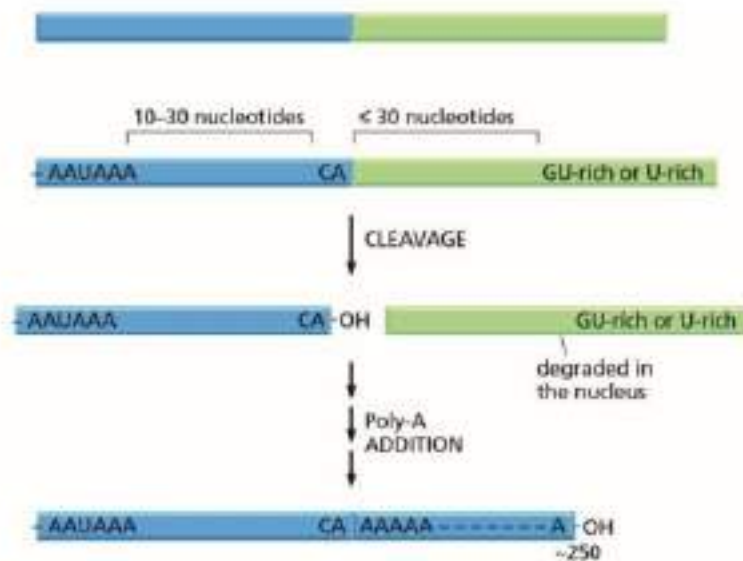 10–30 nucleotides < 30 nucleotides
AAUAAA CA GU-rich or U-rich
CLEAVAGE
AAUAAA CA OH GU-rich or U-rich
degraded in
the nucleus
Poly-A
ADDITION
AAUAAA CA AAAAA - - - - - - - A OH
~250